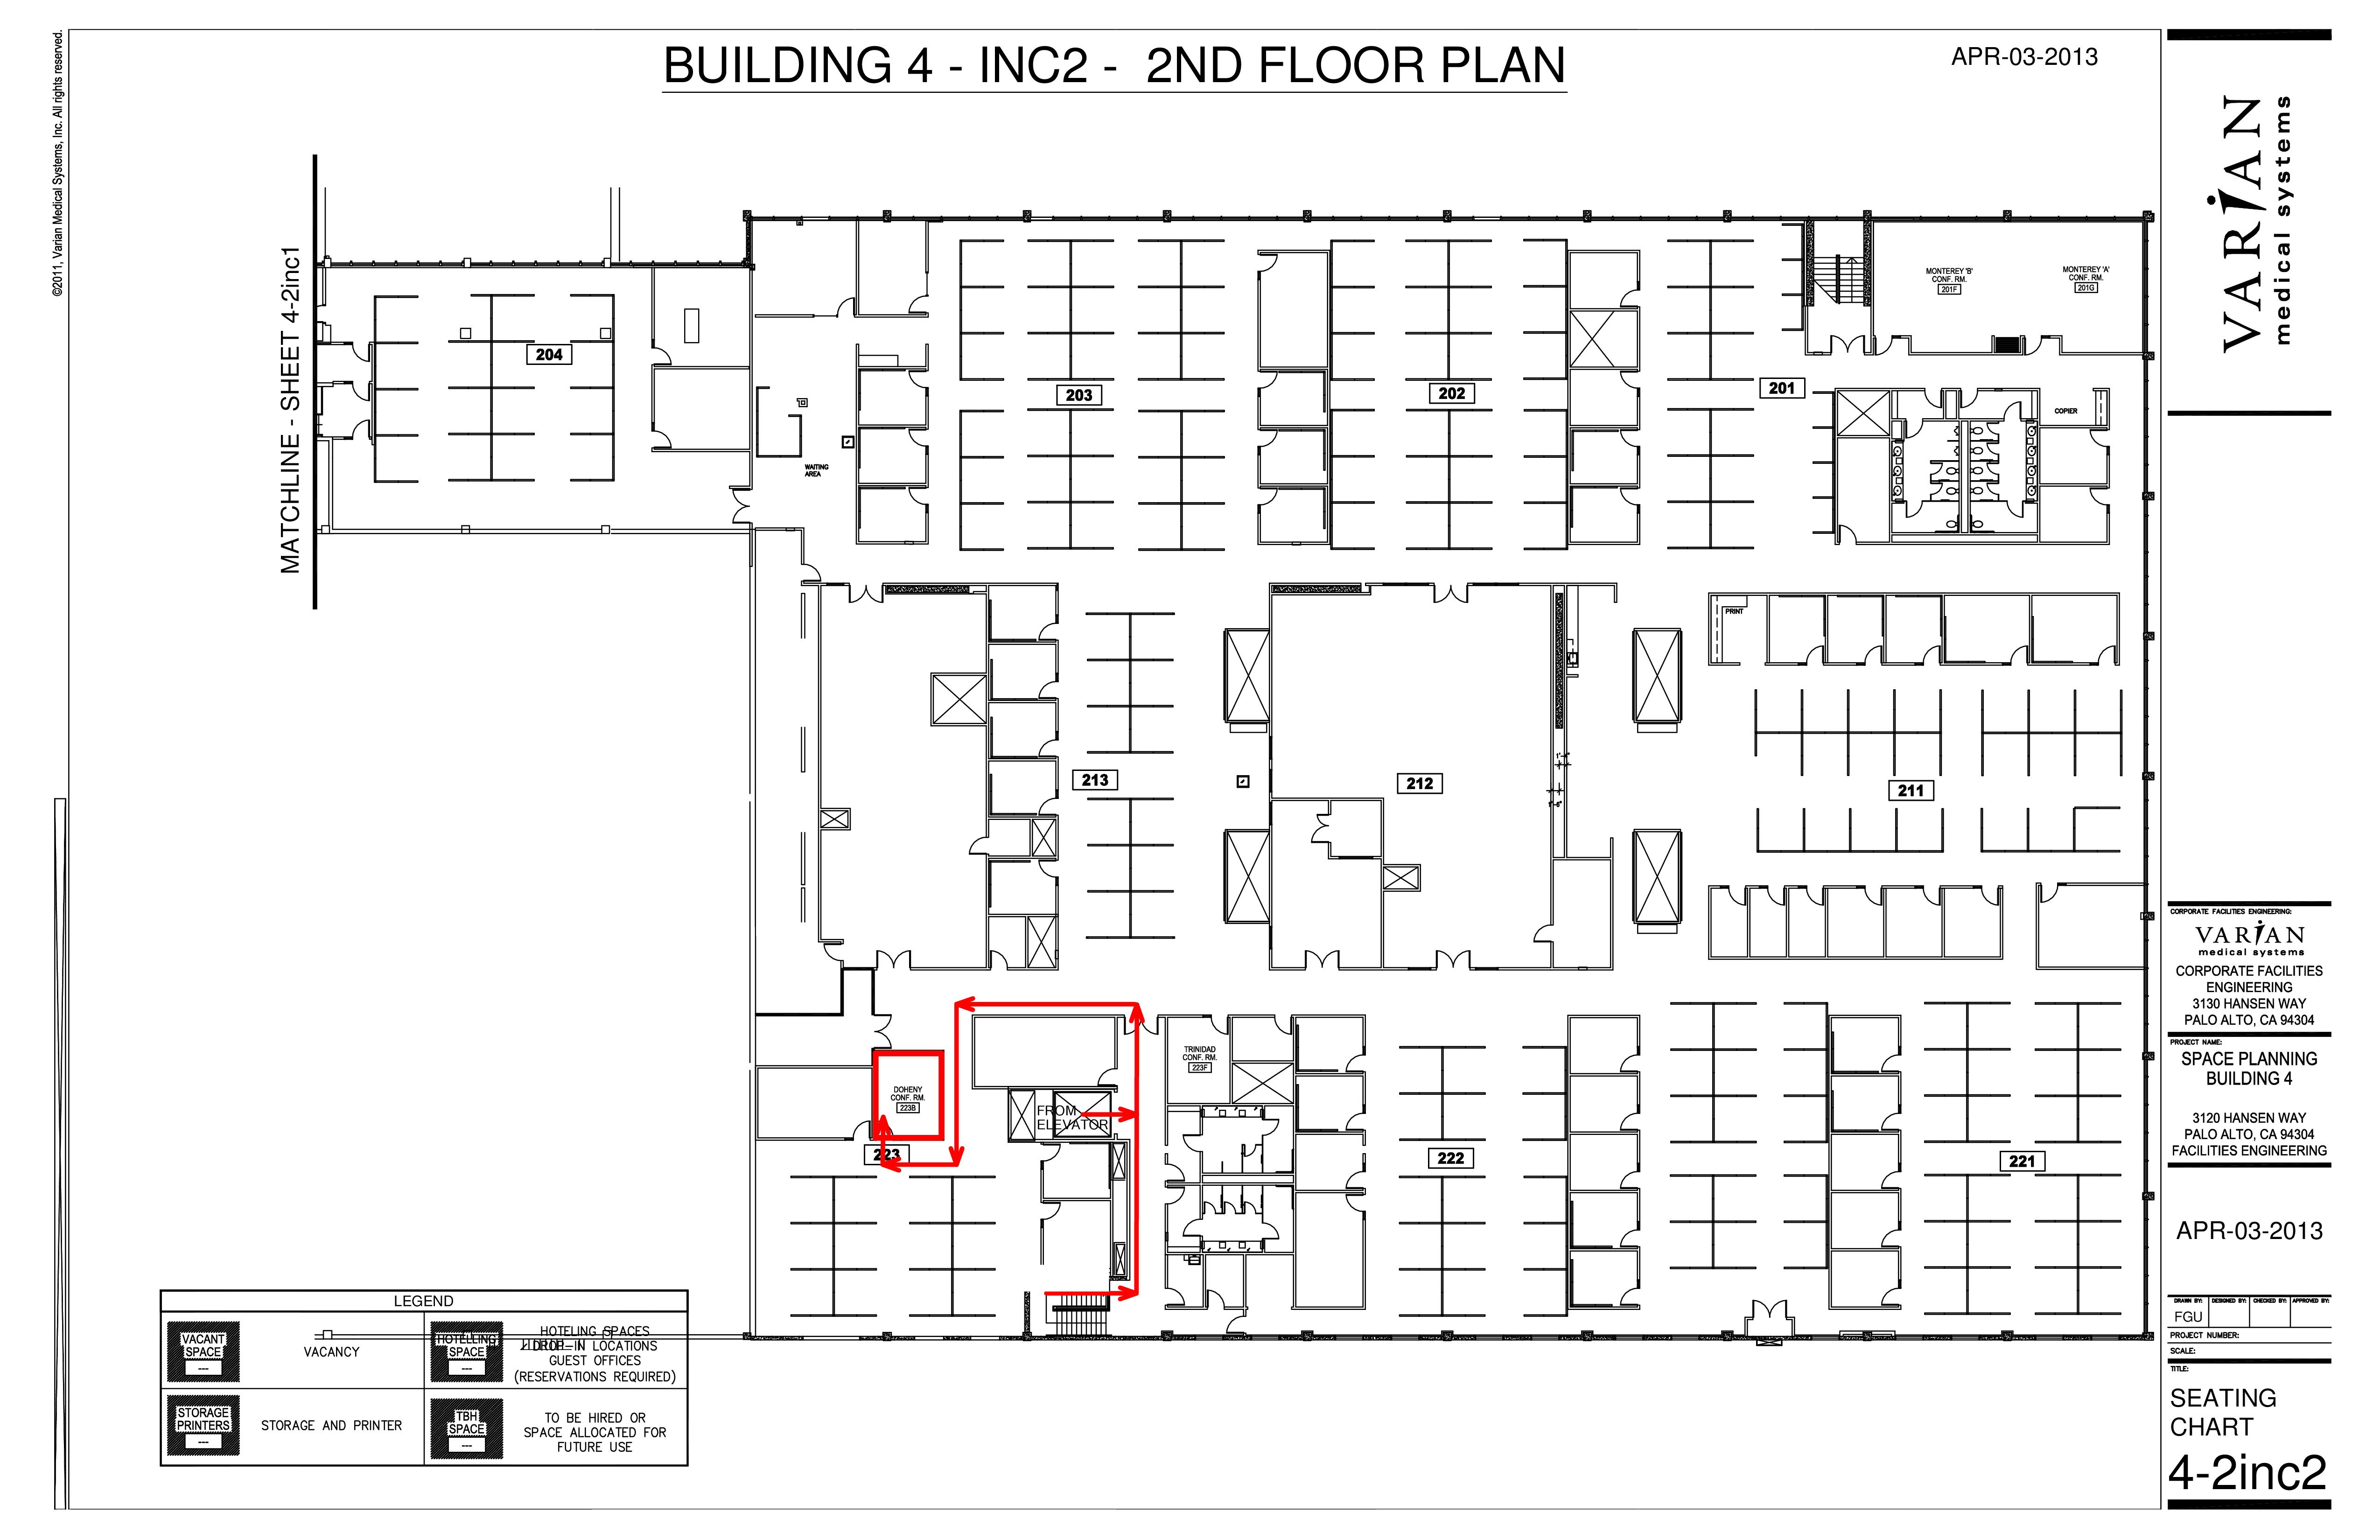 ©2011, Varian Medical Systems, Inc. All rights reserved.
BUILDING 4 - INC2 - 2ND FLOOR PLAN
APR-03-2013
MATCHLINE - SHEET 4-2inc1
204
203
202
201
MONTEREY 'B'
CONF. RM.
201F
MONTEREY 'A'
CONF. RM.
201G
COPIER
WAITING
AREA
PRINT
213
212
211
TRINIDAD
CONF. RM.
223F
DOHENY
CONF. RM.
223B
FROM
ELEVATOR
223
222
221
LEGEND
VACANT
SPACE
---
VACANCY
HOTELLING
SPACE
---
HOTELING SPACES
/ DROP-IN LOCATIONS
GUEST OFFICES
(RESERVATIONS REQUIRED)
STORAGE
PRINTERS
---
STORAGE AND PRINTER
TBH
SPACE
---
TO BE HIRED OR
SPACE ALLOCATED FOR
FUTURE USE
VARIAN
medical systems
CORPORATE FACILITIES ENGINEERING:
VARIAN
medical systems
CORPORATE FACILITIES
ENGINEERING
3130 HANSEN WAY
PALO ALTO, CA 94304
PROJECT NAME:
SPACE PLANNING
BUILDING 4
3120 HANSEN WAY
PALO ALTO, CA 94304
FACILITIES ENGINEERING
APR-03-2013
DRAWN BY:
DESIGNED BY:
CHECKED BY:
APPROVED BY:
FGU
PROJECT NUMBER:
SCALE:
TITLE:
SEATING
CHART
4-2inc2